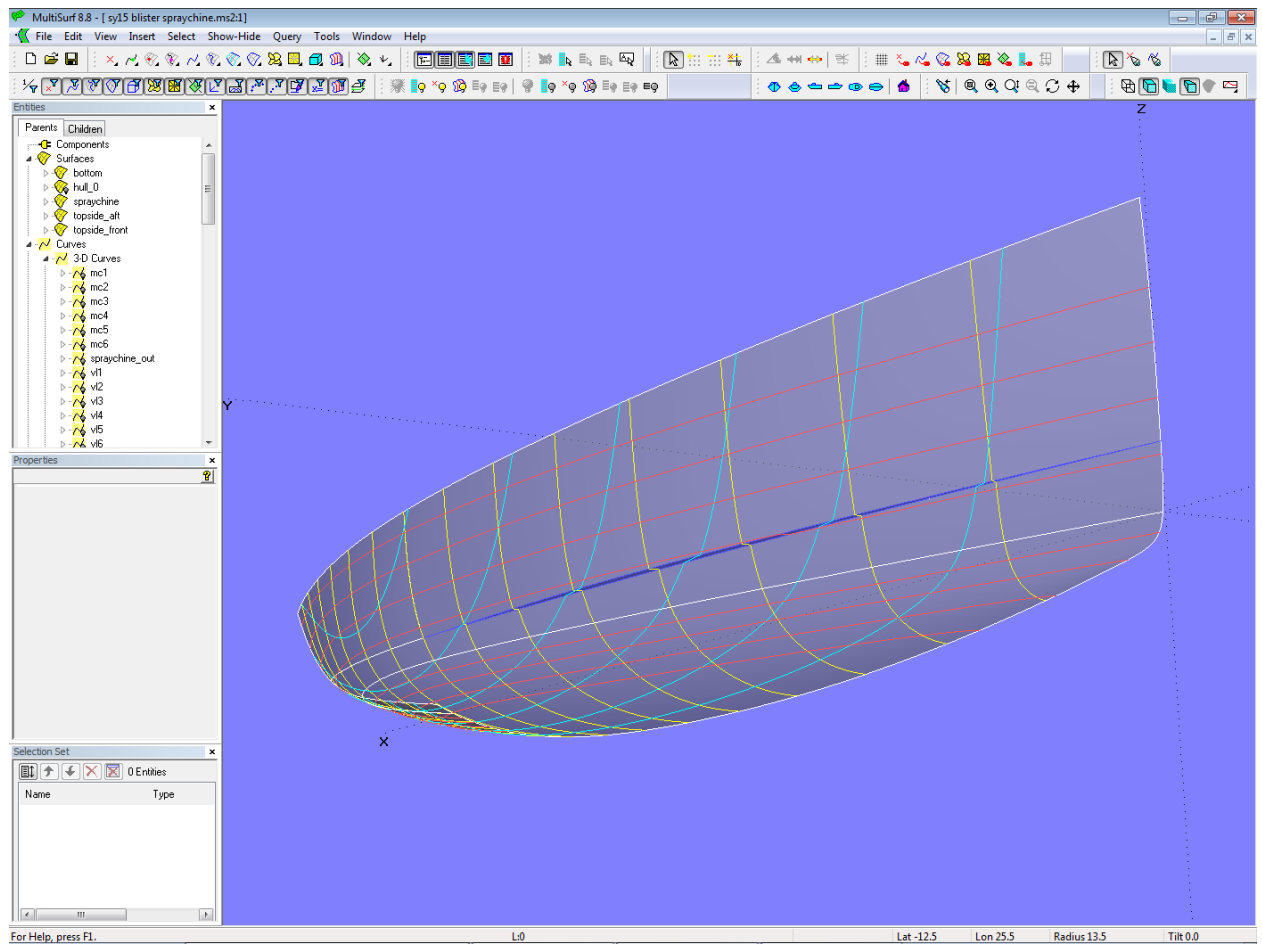 MultiSurf 8.8 - [ sy15 blister spraychine.ms2:1]
File Edit View Insert Select Show-Hide Query Tools Window Help
Entities
Parents Children
Components
Surfaces
bottom
hull_0
spraychine
topside_aft
topside_front
Curves
3-D Curves
mc1
mc2
mc3
mc4
mc5
mc6
spraychine_out
vl1
vl2
vl3
vl4
vl5
vl6
Properties
Selection Set
0 Entities
Name Type
Z
Y
X
For Help, press F1. L:0 Lat -12.5 Lon 25.5 Radius 13.5 Tilt 0.0